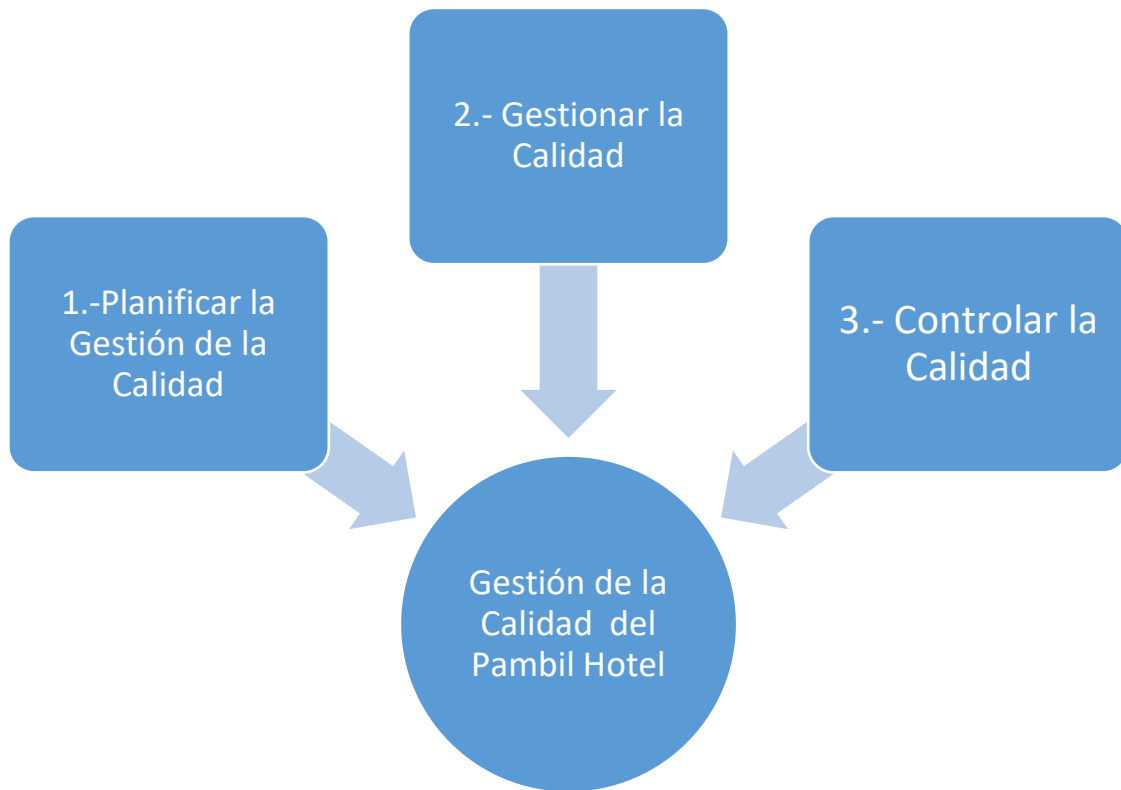 2.- Gestionar la
Calidad
1.-Planificar la
Gestión de la
Calidad
3.- Controlar la
Calidad
Gestión de la
Calidad  del
Pambil Hotel